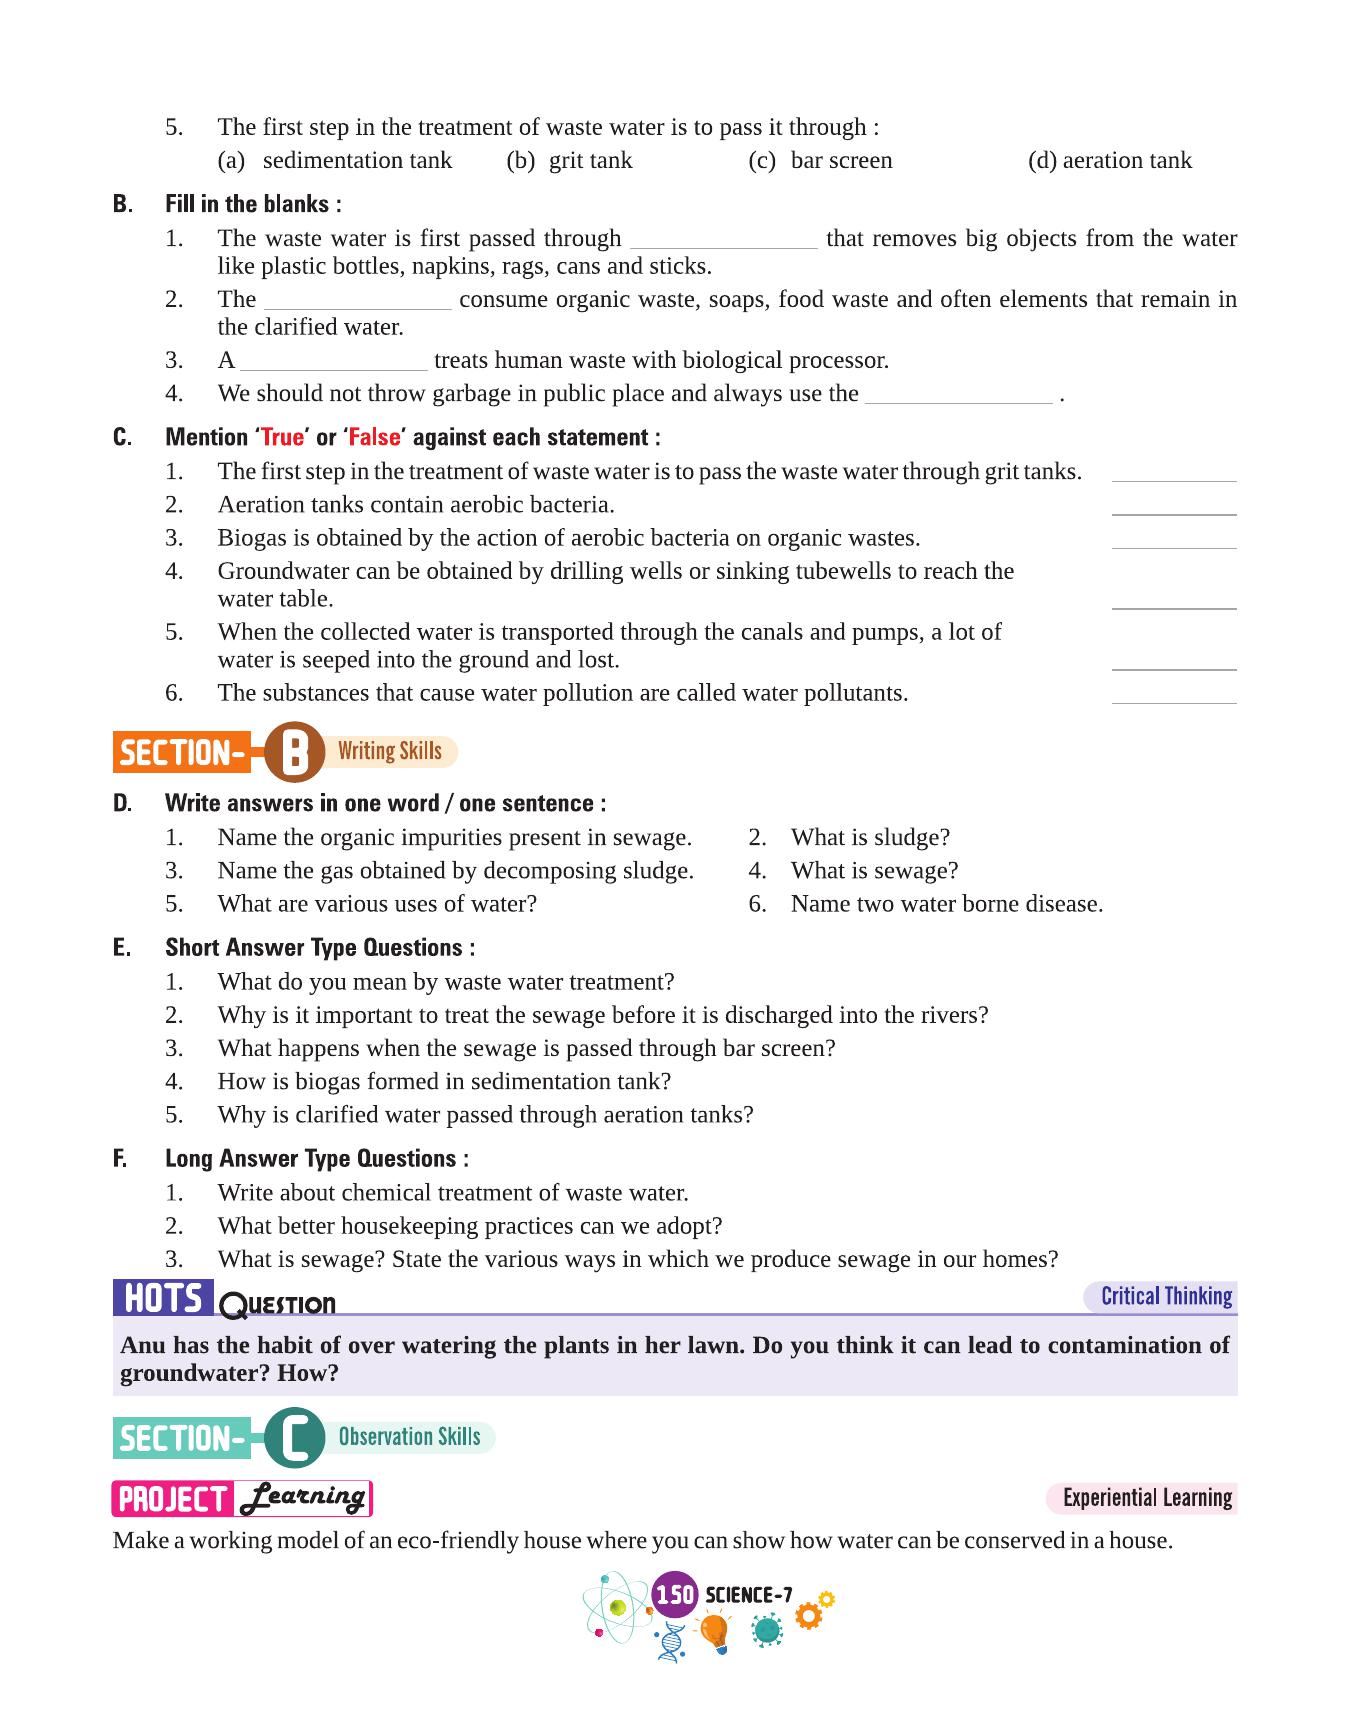 5. The first step in the treatment of waste water is to pass it through :
(a) sedimentation tank (b) grit tank (c) bar screen (d) aeration tank
B. Fill in the blanks :
1. The waste water is first passed through _______________ that removes big objects from the water
like plastic bottles, napkins, rags, cans and sticks.
2. The _______________ consume organic waste, soaps, food waste and often elements that remain in
the clarified water.
3. A _______________ treats human waste with biological processor.
4. We should not throw garbage in public place and always use the _______________ .
C. Mention ‘True’ or ‘False’ against each statement :
1. The first step in the treatment of waste water is to pass the waste water through grit tanks. __________
2. Aeration tanks contain aerobic bacteria. __________
3. Biogas is obtained by the action of aerobic bacteria on organic wastes. __________
4. Groundwater can be obtained by drilling wells or sinking tubewells to reach the
water table. __________
5. When the collected water is transported through the canals and pumps, a lot of
water is seeped into the ground and lost. __________
6. The substances that cause water pollution are called water pollutants. __________
SECTION- B Writing Skills
D. Write answers in one word / one sentence :
1. Name the organic impurities present in sewage. 2. What is sludge?
3. Name the gas obtained by decomposing sludge. 4. What is sewage?
5. What are various uses of water? 6. Name two water borne disease.
E. Short Answer Type Questions :
1. What do you mean by waste water treatment?
2. Why is it important to treat the sewage before it is discharged into the rivers?
3. What happens when the sewage is passed through bar screen?
4. How is biogas formed in sedimentation tank?
5. Why is clarified water passed through aeration tanks?
F. Long Answer Type Questions :
1. Write about chemical treatment of waste water.
2. What better housekeeping practices can we adopt?
3. What is sewage? State the various ways in which we produce sewage in our homes?
HOTS QUESTION Critical Thinking
Anu has the habit of over watering the plants in her lawn. Do you think it can lead to contamination of
groundwater? How?
SECTION- C Observation Skills
PROJECT Learning Experiential Learning
Make a working model of an eco-friendly house where you can show how water can be conserved in a house.
150 SCIENCE-7